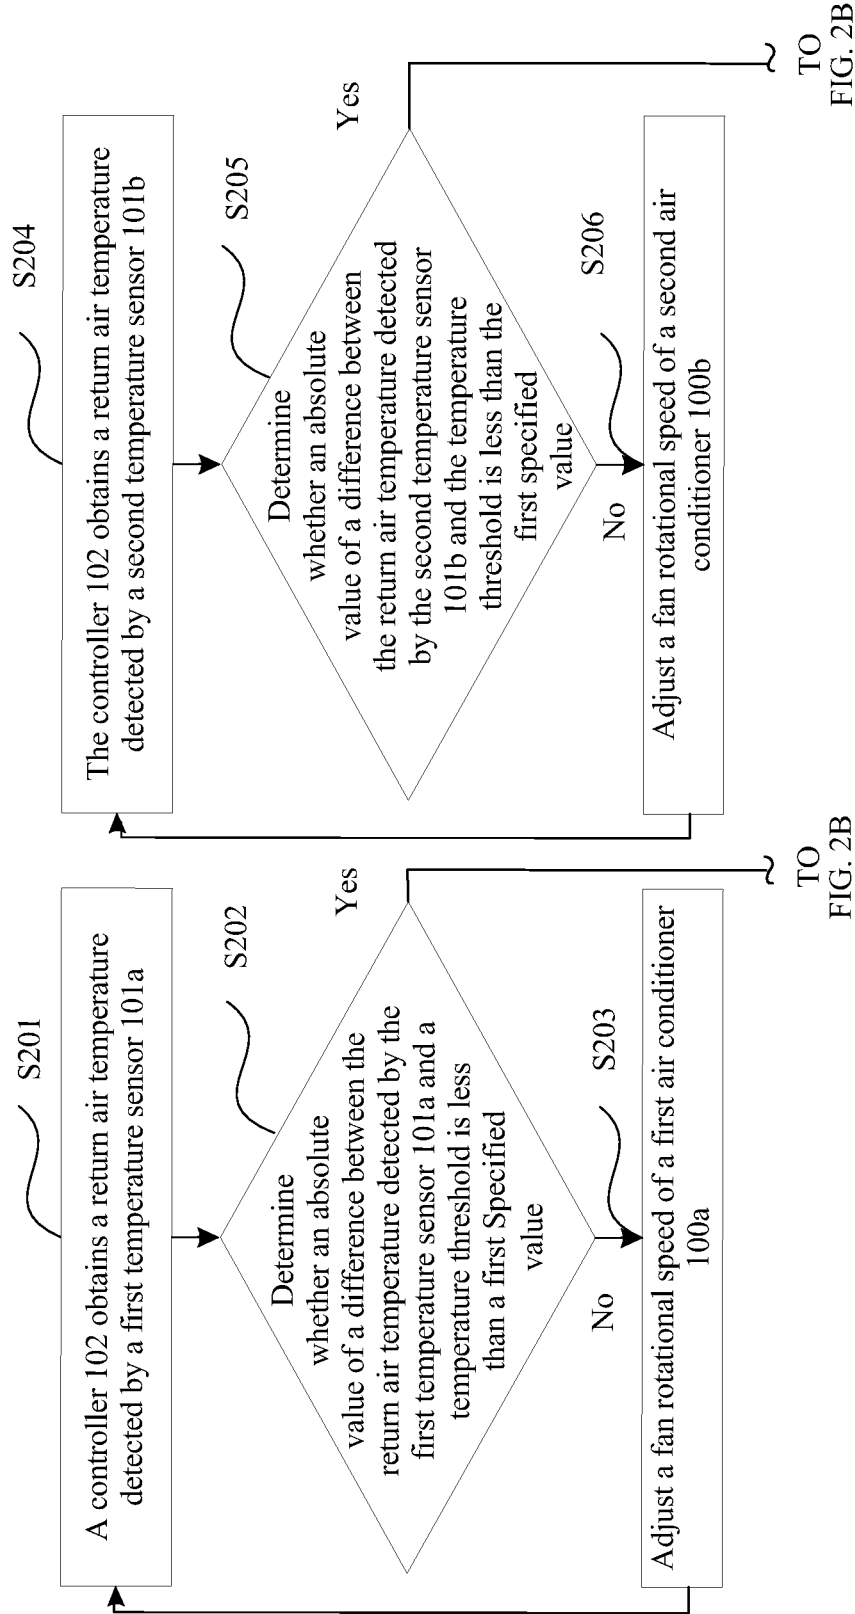 S201
A controller 102 obtains a return air temperature
detected by a first temperature sensor 101a
S202
Determine
whether an absolute
value of a difference between the
return air temperature detected by the
first temperature sensor 101a and a
temperature threshold is less
than a first Specified
value
Yes
No
S203
Adjust a fan rotational speed of a first air conditioner
100a
TO
FIG. 2B
S204
The controller 102 obtains a return air temperature
detected by a second temperature sensor 101b
S205
Determine
whether an absolute
value of a difference between
the return air temperature detected
by the second temperature sensor
101b and the temperature
threshold is less than the
first specified
value
Yes
No
S206
Adjust a fan rotational speed of a second air
conditioner 100b
TO
FIG. 2B